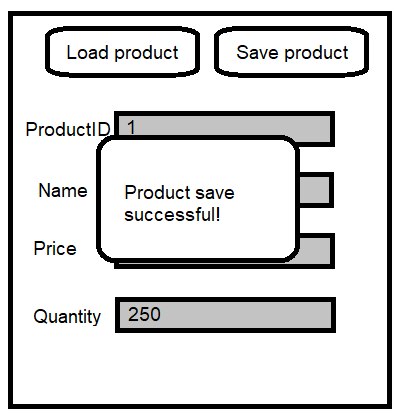 Load product
Save product
ProductID
1
Name
Product save
successful!
Price
Quantity
250